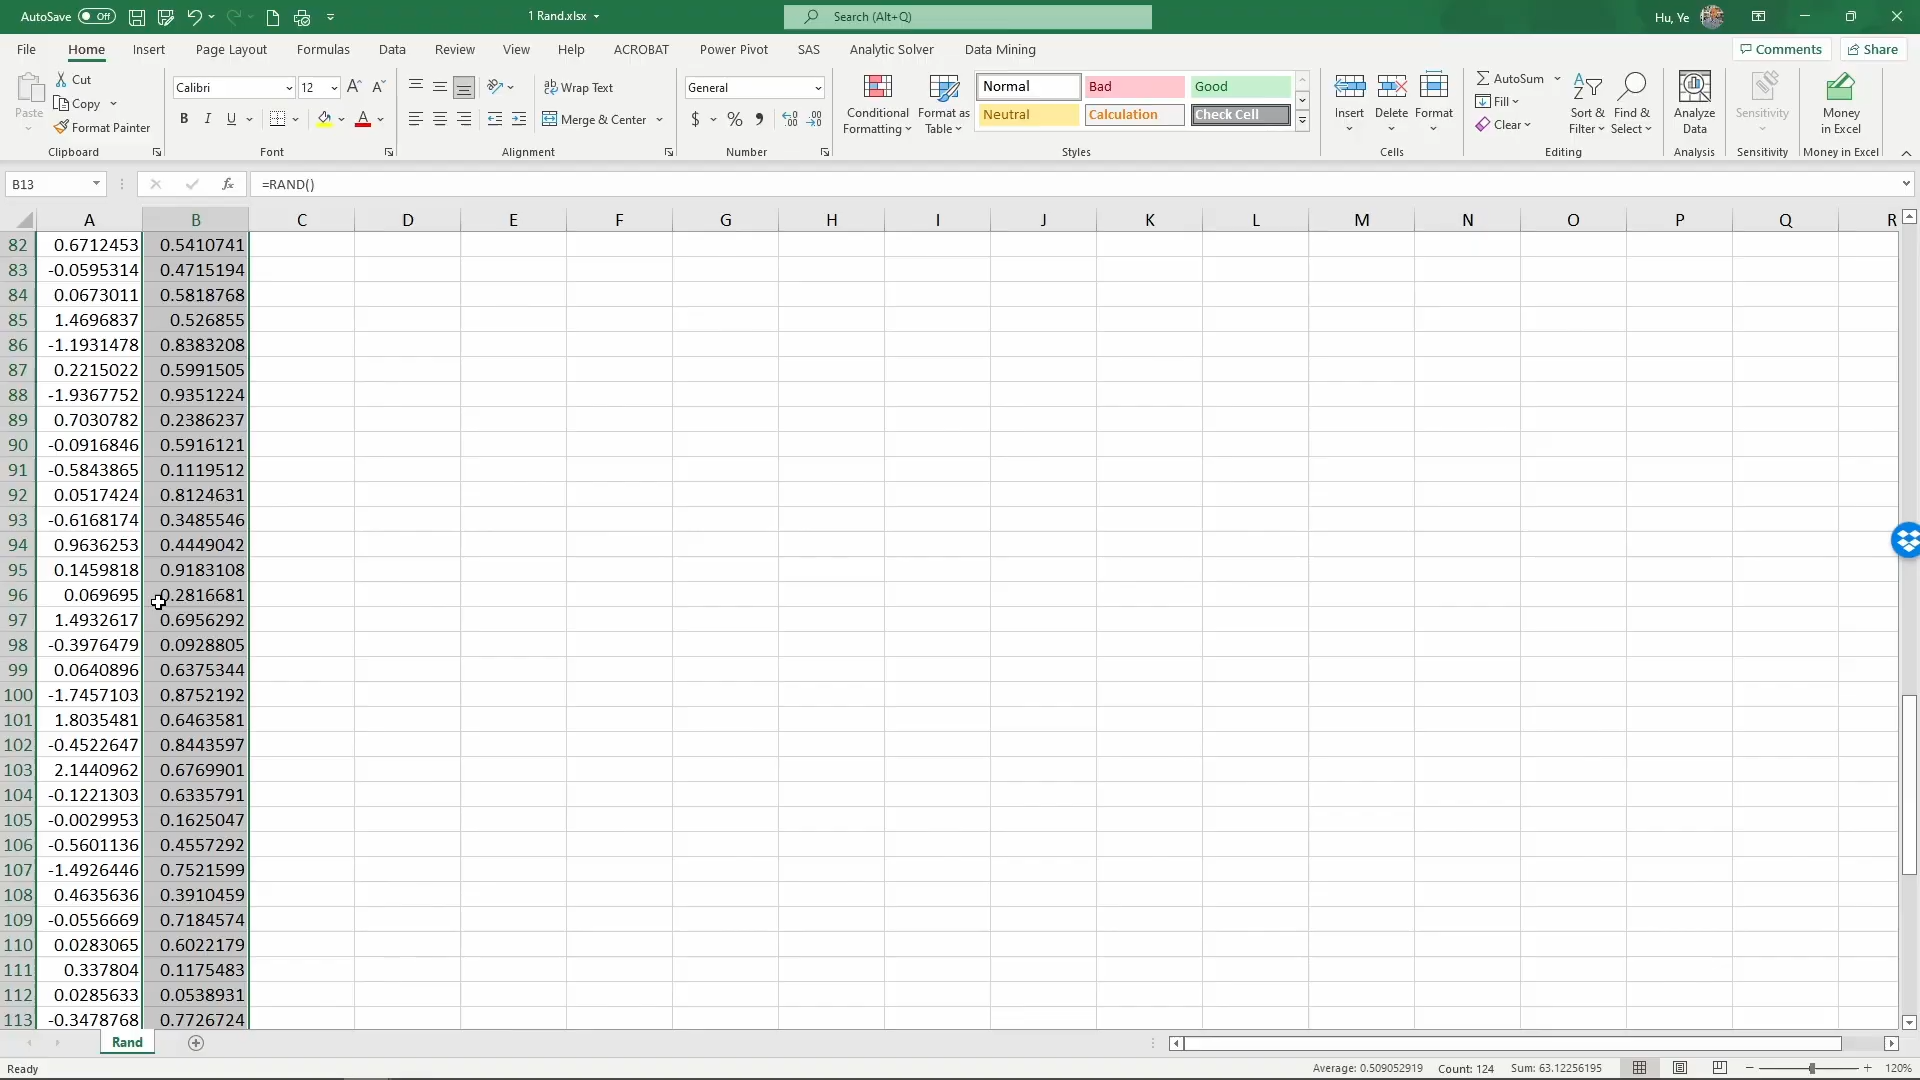 AutoSave Off 1 Rand.xlsx Search (Alt+Q) Hu, Ye
File Home Insert Page Layout Formulas Data Review View Help ACROBAT Power Pivot SAS Analytic Solver Data Mining Comments Share
Paste Cut Copy Format Painter
Calibri 12
B I U A
Wrap Text
Merge & Center
General
$ % 9
Conditional Formatting
Format as Table
Normal Bad Good
Neutral Calculation Check Cell
Insert Delete Format
AutoSum
Fill
Clear
Sort & Filter
Find & Select
Analyze Data
Sensitivity
Money in Excel
Clipboard Font Alignment Number Styles Cells Editing Analysis Sensitivity Money in Excel
B13 fx =RAND()
A B C D E F G H I J K L M N O P Q R
82 0.6712453 0.5410741
83 -0.0595314 0.4715194
84 0.0673011 0.5818768
85 1.4696837 0.526855
86 -1.1931478 0.8383208
87 0.2215022 0.5991505
88 -1.9367752 0.9351224
89 0.7030782 0.2386237
90 -0.0916846 0.5916121
91 -0.5843865 0.1119512
92 0.0517424 0.8124631
93 -0.6168174 0.3485546
94 0.9636253 0.4449042
95 0.1459818 0.9183108
96 0.069695 0.2816681
97 1.4932617 0.6956292
98 -0.3976479 0.0928805
99 0.0640896 0.6375344
100 -1.7457103 0.8752192
101 1.8035481 0.6463581
102 -0.4522647 0.8443597
103 2.1440962 0.6769901
104 -0.1221303 0.6335791
105 -0.0029953 0.1625047
106 -0.5601136 0.4557292
107 -1.4926446 0.7521599
108 0.4635636 0.3910459
109 -0.0556669 0.7184574
110 0.0283065 0.6022179
111 0.337804 0.1175483
112 0.0285633 0.0538931
113 -0.3478768 0.7726724
Rand
Ready Average: 0.509052919 Count: 124 Sum: 63.12256195 120%